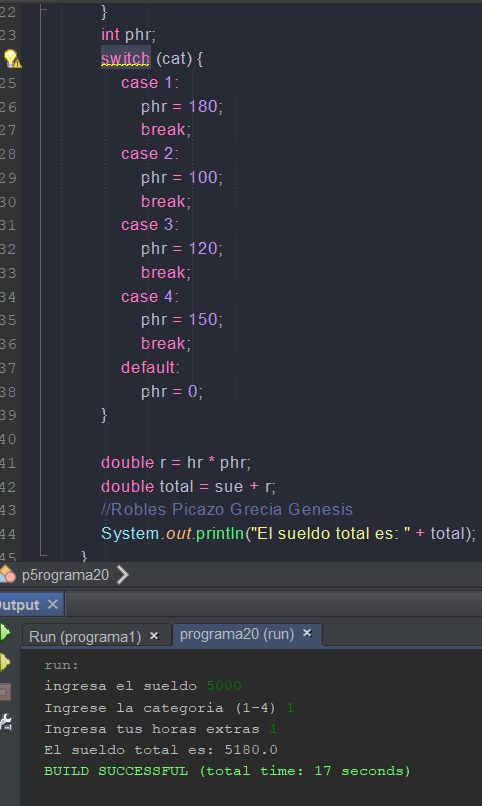 22 }
23 int phr;
switch (cat) {
25 case 1:
26 phr = 180;
27 break;
28 case 2:
29 phr = 100;
30 break;
31 case 3:
32 phr = 120;
33 break;
34 case 4:
35 phr = 150;
36 break;
37 default:
38 phr = 0;
39 }
40
41 double r = hr * phr;
42 double total = sue + r;
43 //Robles Picazo Grecia Genesis
44 System.out.println("El sueldo total es: " + total);
45 }
p5rograma20
Output ×
Run (programa1) × programa20 (run) ×
run:
ingresa el sueldo 5000
Ingrese la categoria (1-4) 1
Ingresa tus horas extras 1
El sueldo total es: 5180.0
BUILD SUCCESSFUL (total time: 17 seconds)